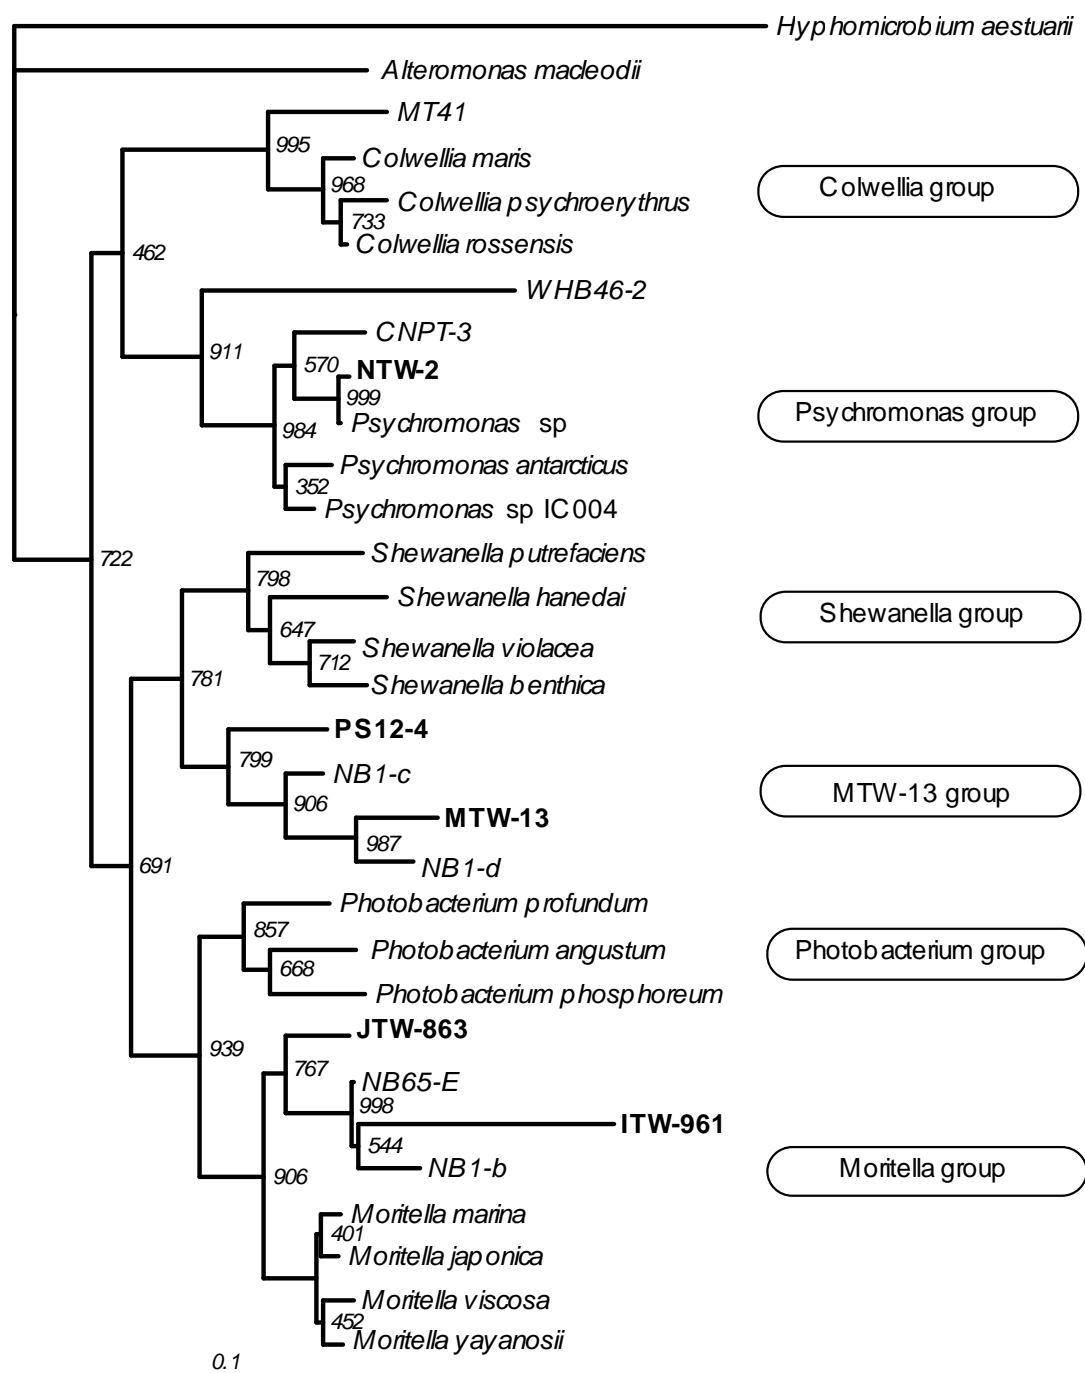 Hyphomicrobium aestuarii
Alteromonas macleodii
MT41
995
Colwellia maris
968
Colwellia group
Colwellia psychroerythrus
733
Colwellia rossensis
462
WHB46-2
CNPT-3
911
570
NTW-2
999
Psychromonas group
Psychromonas sp
984
Psychromonas antarcticus
352
Psychromonas sp IC004
Shewanella putrefaciens
722
798
Shewanella hanedai
Shewanella group
647
Shewanella violacea
712
781
Shewanella benthica
PS12-4
799
NB1-c
MTW-13 group
906
MTW-13
987
691
NB1-d
Photobacterium profundum
857
Photobacterium angustum
Photobacterium group
668
Photobacterium phosphoreum
JTW-863
939
767
NB65-E
998
ITW-961
544
NB1-b
Moritella group
906
Moritella marina
401
Moritella japonica
Moritella viscosa
452
Moritella yayanosii
0.1